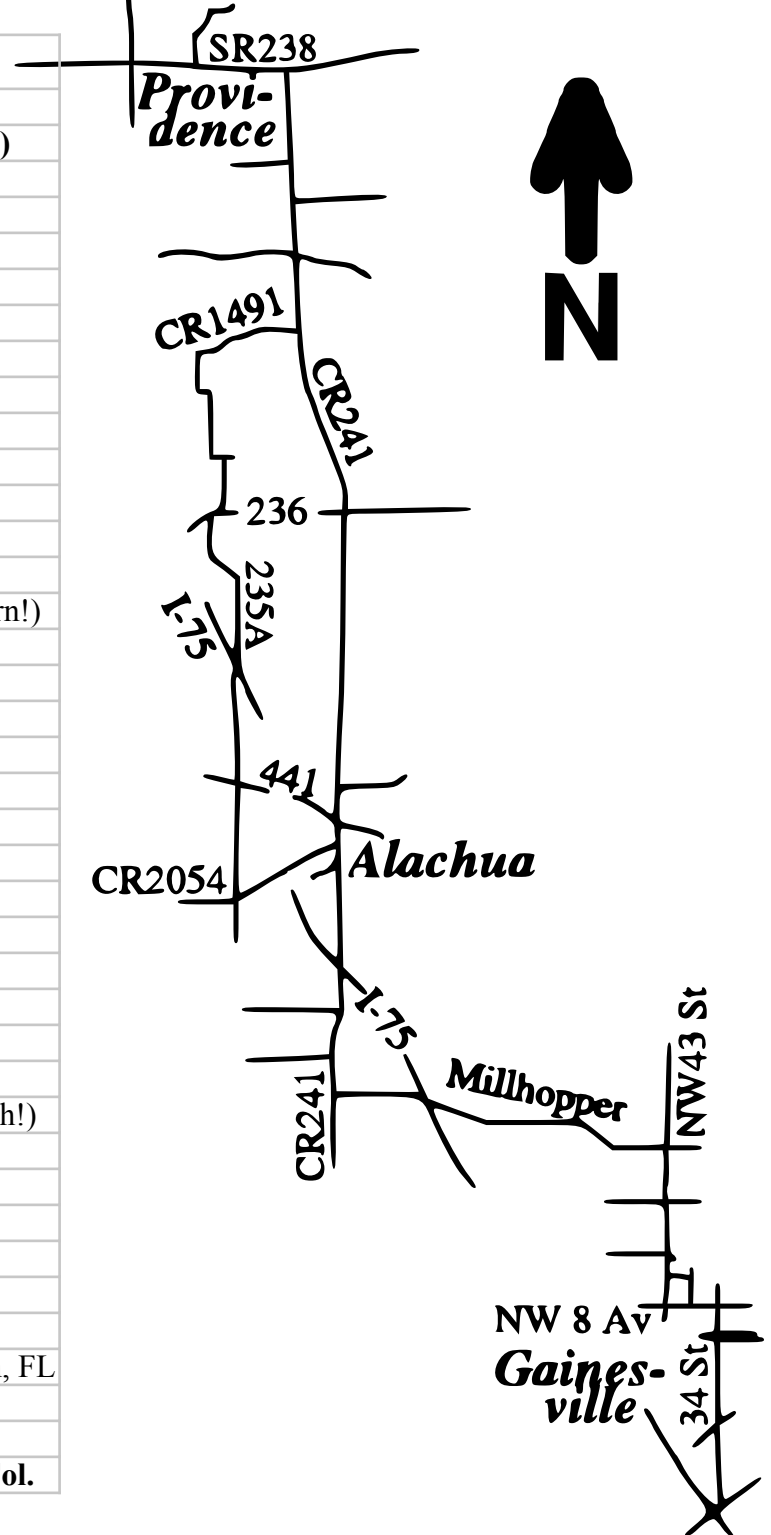 SR238
Provi-
dence
)
N
CR1491
CR241
236
235A
rn!)
I-75
441
Alachua
CR2054
I-75
NW43 St
Millhopper
CR241
h!)
NW 8 Av
Gaines-
ville
34 St
, FL
ol.